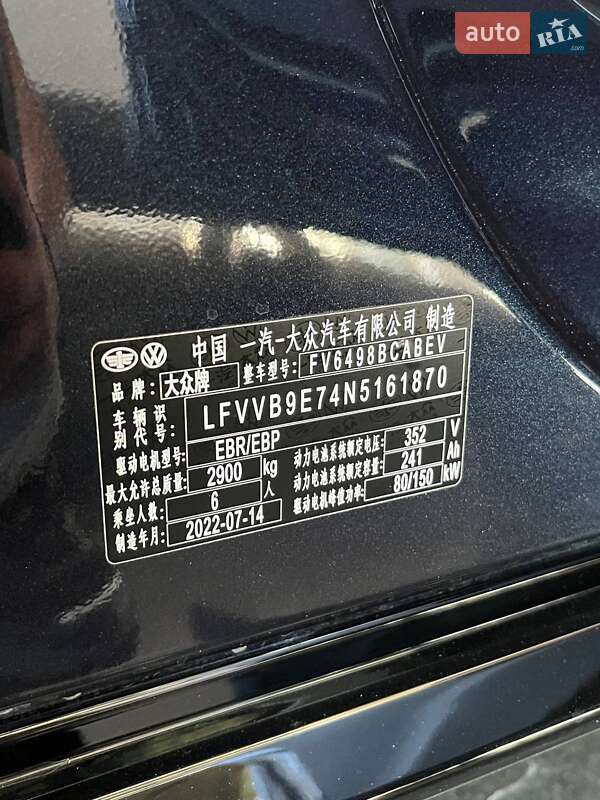 auto RIA.com
中国 一汽-大众汽车有限公司 制造
品牌: 大众牌 整车型号: FV6498BCABEV
车辆识别代号: LFVVB9E74N5161870
驱动电机型号: EBR/EBP 动力电池系统额定电压: 352 V
最大允许总质量: 2900 kg 动力电池系统额定容量: 241 Ah
乘坐人数: 6 人 驱动电机峰值功率: 80/150 kW
制造年月: 2022-07-14